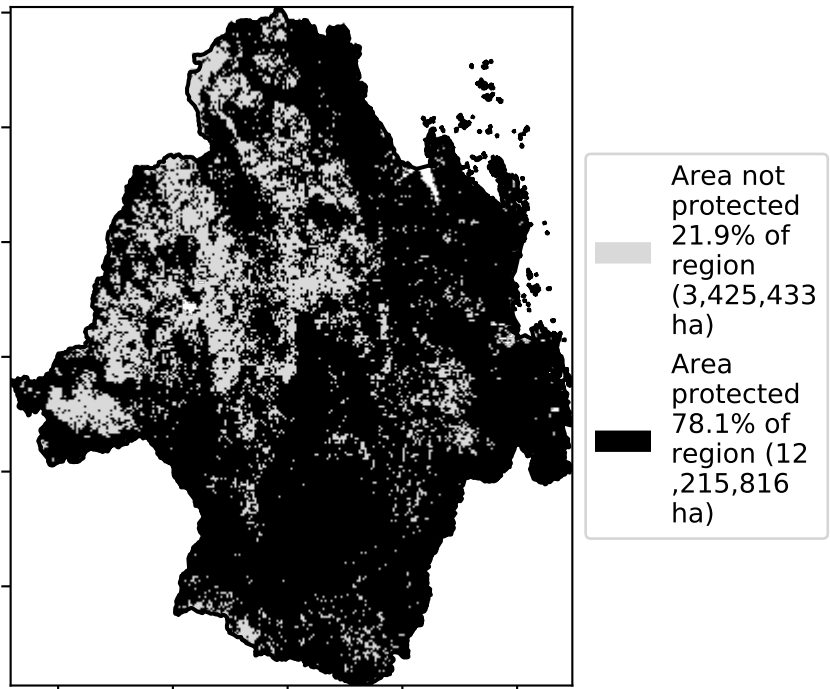 Area not
protected
21.9% of
region
(3,425,433
ha)
Area
protected
78.1% of
region (12
,215,816
ha)